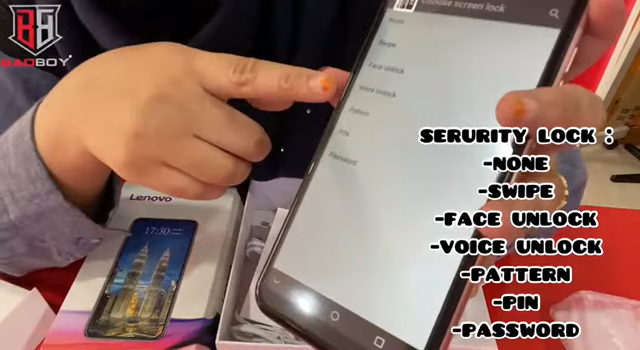 BADBOY
Choose screen lock
None
Swipe
Face Unlock
Voice Unlock
Pattern
PIN
Password
Lenovo
17:30
SERURITY LOCK :
-NONE
-SWIPE
-FACE UNLOCK
-VOICE UNLOCK
-PATTERN
-PIN
-PASSWORD